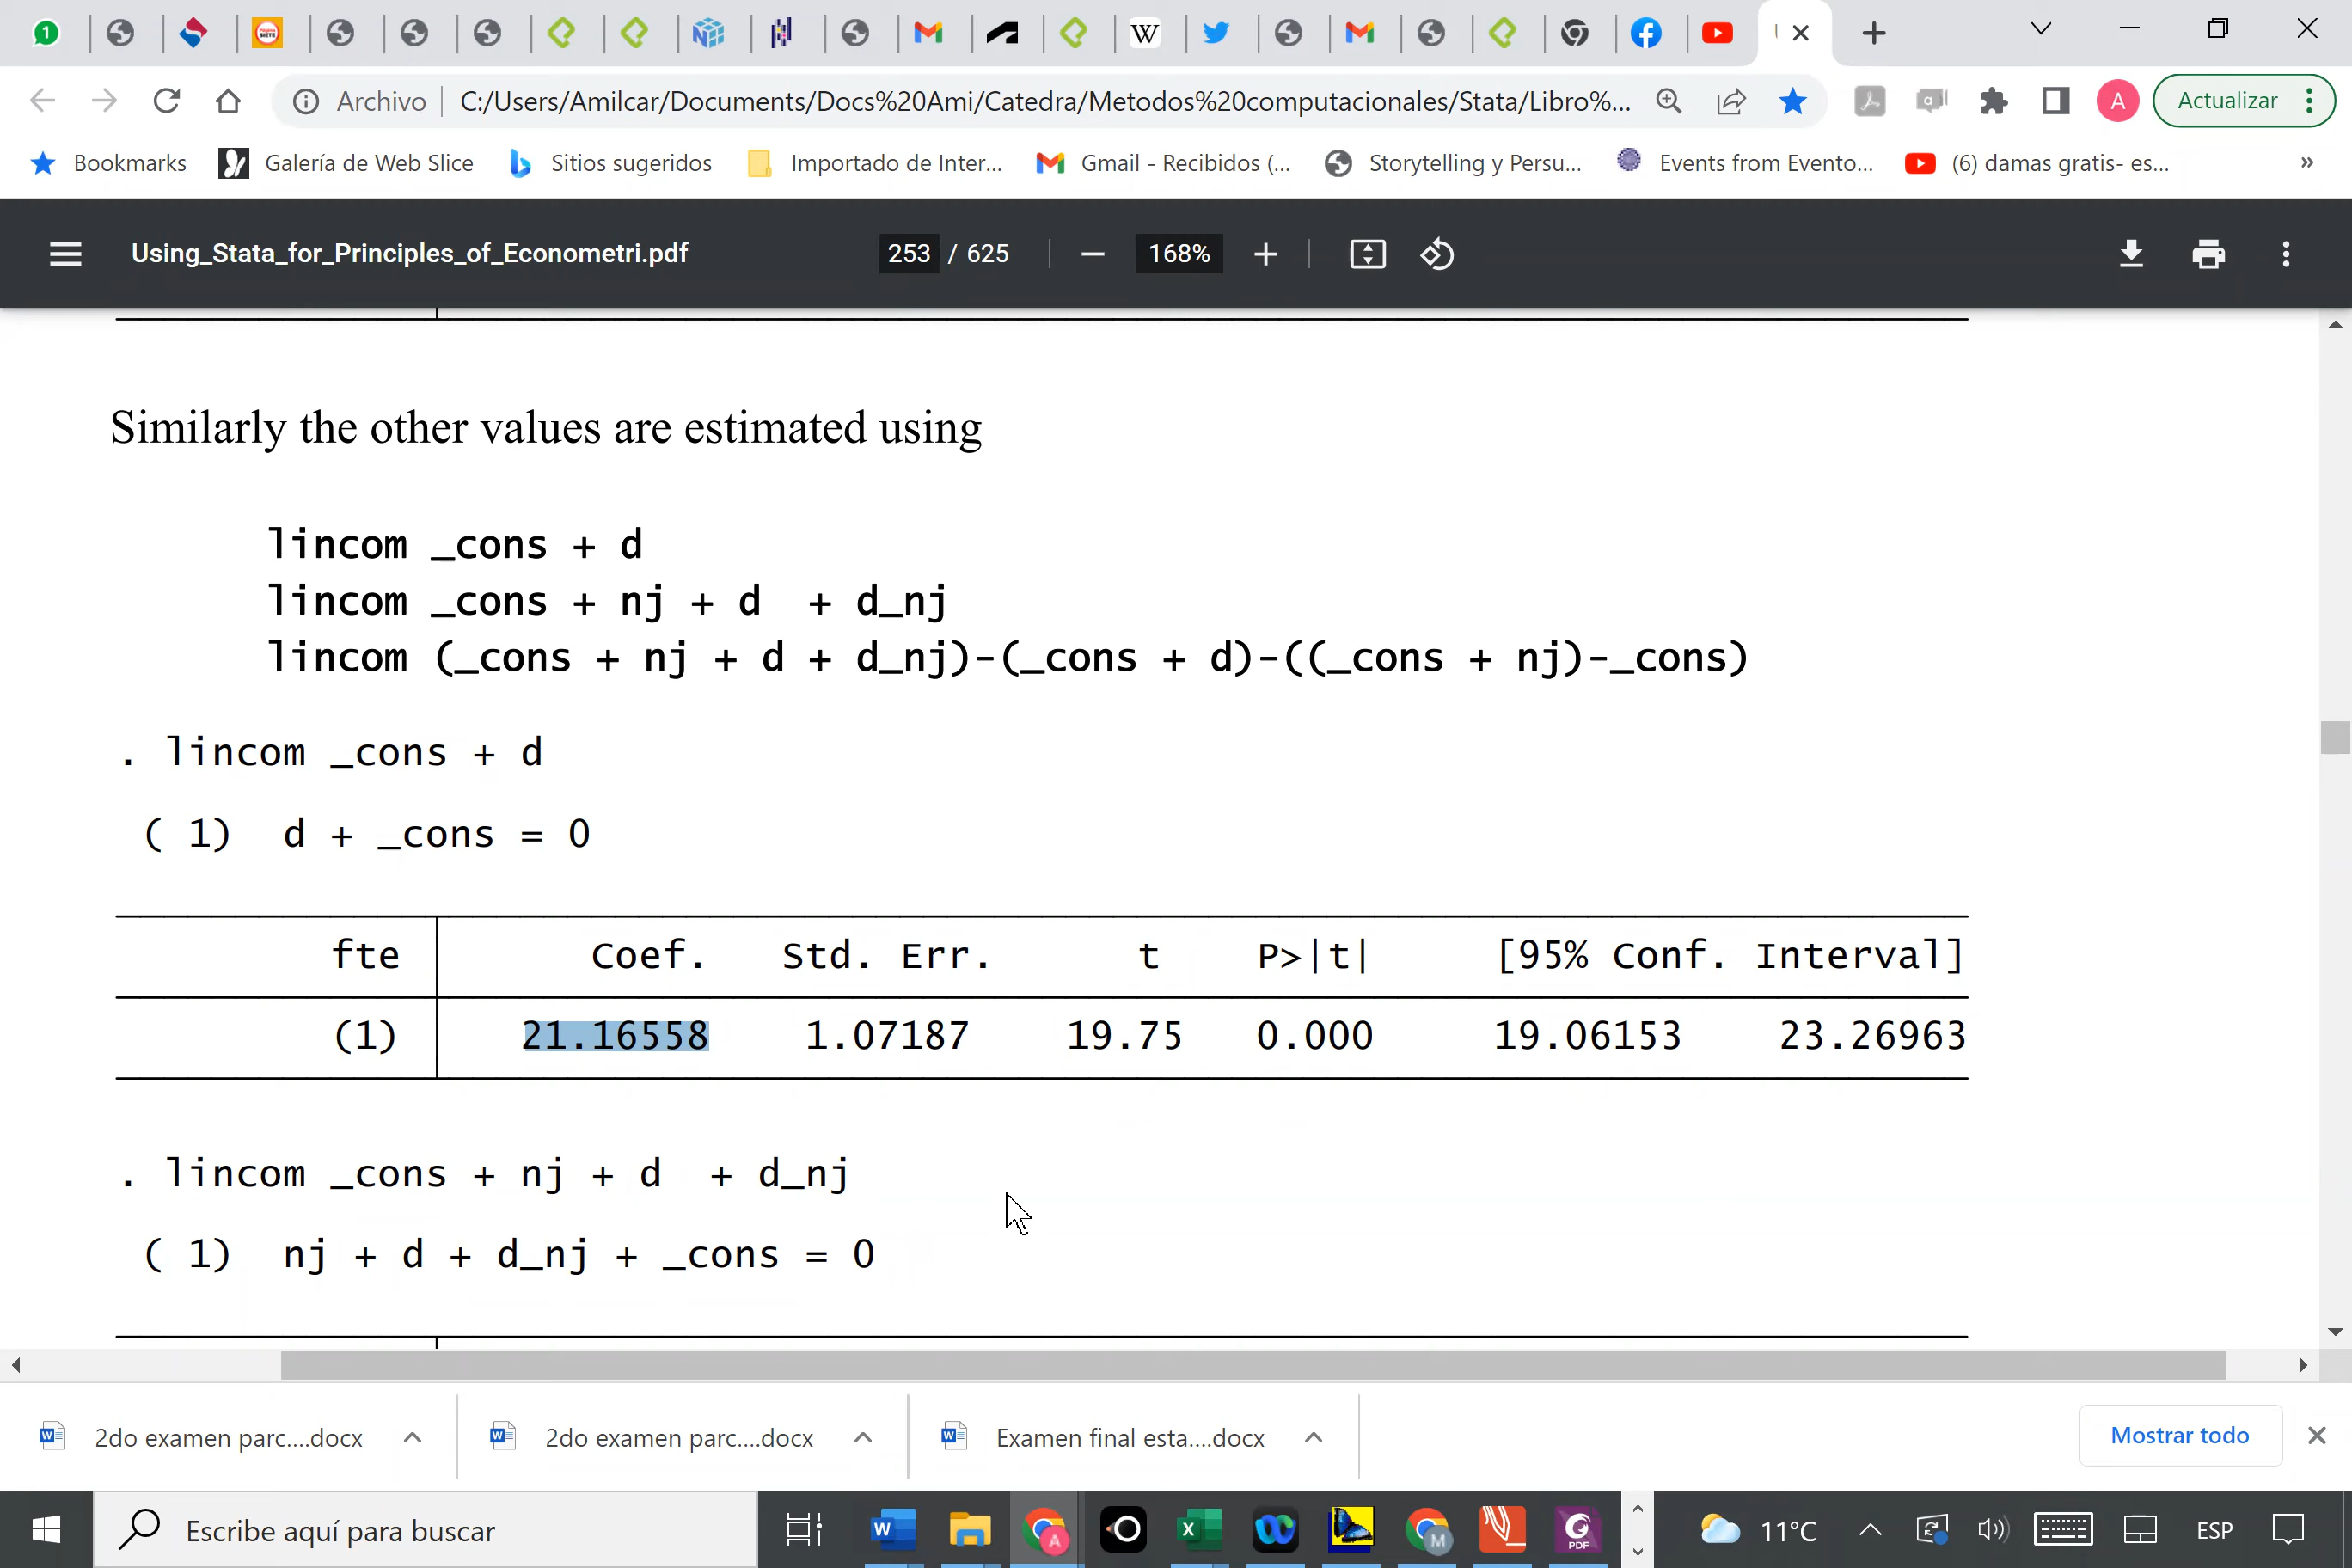 1
W
Archivo
C:/Users/Amilcar/Documents/Docs%20Ami/Catedra/Metodos%20computacionales/Stata/Libro%...
A
Actualizar
Bookmarks
Galería de Web Slice
Sitios sugeridos
Importado de Inter...
Gmail - Recibidos (...
Storytelling y Persu...
Events from Evento...
(6) damas gratis- es...
»
Using_Stata_for_Principles_of_Econometri.pdf
253 / 625
168%
Similarly the other values are estimated using
lincom _cons + d
lincom _cons + nj + d  + d_nj
lincom (_cons + nj + d + d_nj)-(_cons + d)-((_cons + nj)-_cons)
. lincom _cons + d
( 1)  d + _cons = 0
fte Coef. Std. Err. t P>|t| [95% Conf. Interval]
(1) 21.16558 1.07187 19.75 0.000 19.06153 23.26963
. lincom _cons + nj + d  + d_nj
( 1)  nj + d + d_nj + _cons = 0
2do examen parc....docx
2do examen parc....docx
Examen final esta....docx
Mostrar todo
Escribe aquí para buscar
11°C
ESP